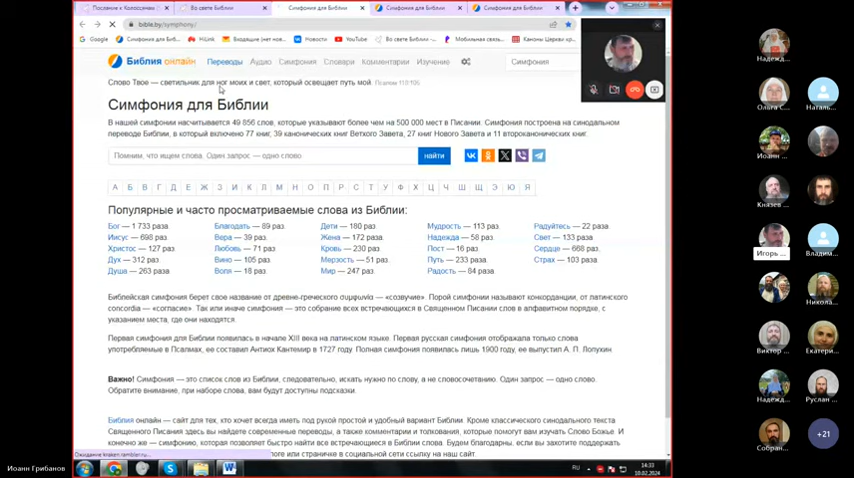 Послание к Колоссянам
Во свете Библии
Симфония для Библии
Симфония для Библии
Симфония для Библии
bible.by/symphony/
Google
Симфония для Би...
HiLink
Входящие
Новости
YouTube
Во свете Библии...
Мобильная связь...
Каноны Церкви
Библия онлайн
Переводы
Аудио
Симфония
Словари
Комментарии
Изучение
Симфония
Слово Твое — светильник для ног моих и свет, который освещает путь мой. Псалом 118:105
Симфония для Библии
В нашей симфонии насчитывается 49 856 слов, которые указывают более чем на 500 000 мест в Писании. Симфония построена на синодальном
переводе Библии, в который включено 77 книг, 39 канонических книг Ветхого Завета, 27 книг Нового Завета и 11 второканонических книг.
Помним, что ищем слова. Один запрос — одно слово
найти
А Б В Г Д Е Ж З И К Л М Н О П Р С Т У Ф Х Ц Ч Ш Щ Э Ю Я
Популярные и часто просматриваемые слова из Библии:
Бог — 1 733 раза
Благодать — 89 раз
Дети — 180 раз
Мудрость — 113 раз
Радуйтесь — 22 раза
Иисус — 698 раз
Вера — 39 раз
Жена — 172 раза
Надежда — 58 раз
Свет — 133 раза
Христос — 127 раз
Любовь — 71 раз
Кровь — 230 раз
Пост — 16 раз
Сердце — 668 раз
Дух — 312 раз
Вино — 105 раз
Мерзость — 51 раз
Путь — 233 раза
Страх — 103 раза
Душа — 263 раза
Воля — 18 раз
Мир — 247 раз
Радость — 84 раза
Библейская симфония берет свое название от древне-греческого συμφωνία — «созвучие». Порой симфонии называют конкорданции, от латинского
concordia — «согласие». Так или иначе симфония — это собрание всех встречающихся в Священном Писании слов в алфавитном порядке, с
указанием места, где они находятся.
Первая симфония для Библии появилась в начале XIII века на латинском языке. Первая русская симфония отображала только слова
употребляемые в Псалмах, ее составил Антиох Кантемир в 1727 году. Полная симфония появилась лишь 1900 году, ее выпустил А. П. Лопухин.
Важно! Симфония — это список слов из Библии, следовательно, искать нужно по слову, а не словосочетанию. Один запрос — одно слово.
Обратите внимание, при наборе слова, вам будут доступны подсказки.
Библия онлайн — сайт для тех, кто хочет всегда иметь под рукой простой и удобный вариант Библии. Кроме классического синодального текста
Священного Писания здесь вы найдете современные переводы, а также комментарии и толкования, которые помогут вам изучать Слово Божье. И
конечно же — симфонию, которая позволяет быстро найти все встречающиеся в Библии слова. Будем благодарны, если вы захотите поддержать
логе или страничке в социальной сети ссылку на наш сайт.
Ожидание kraken.rambler.ru...
RU
14:33
10.02.2024
Иоанн Грибанов
Надежд...
Ольга С...
Наталь...
Иоанн ...
Князев ...
Игорь ...
Владим...
Никола...
Виктор ...
Екатери...
Надежд...
Руслан ...
Собран...
+21